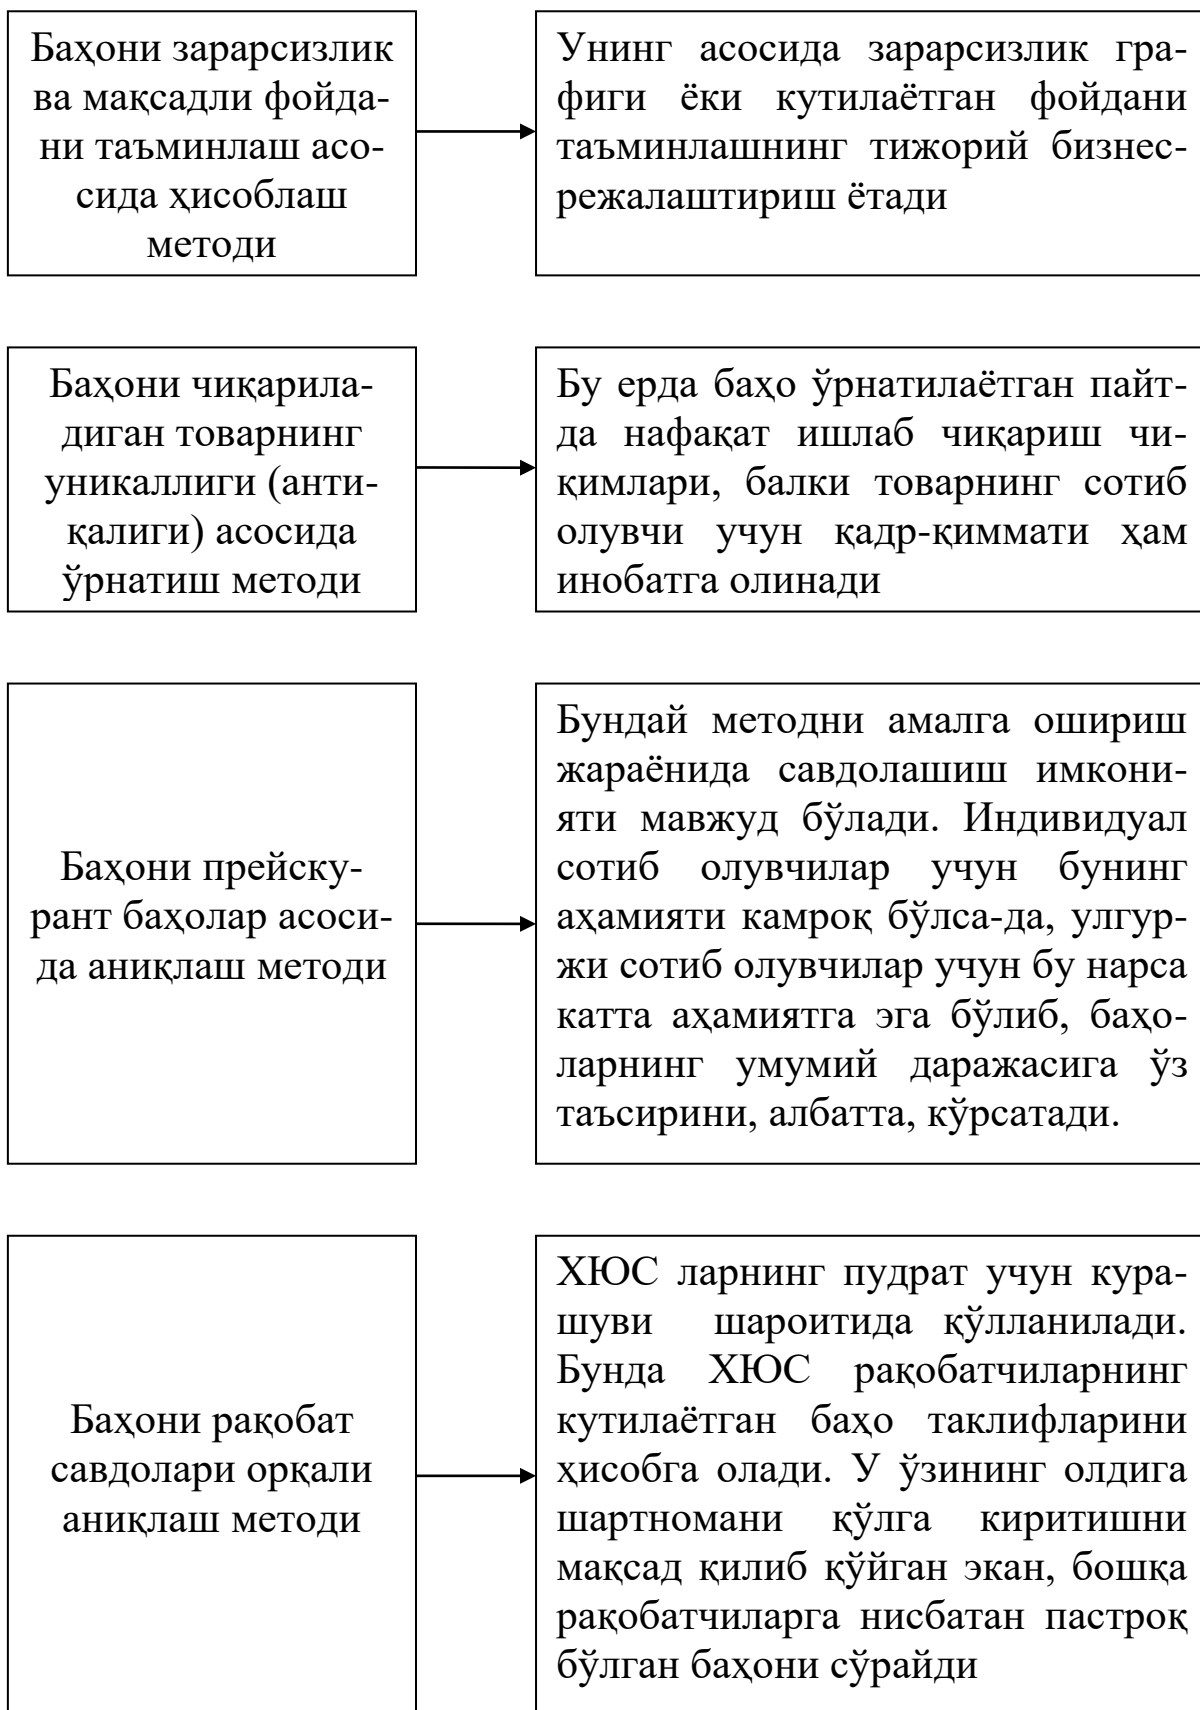 Баҳони зарарсизлик
ва мақсадли фойда-
ни таъминлаш асо-
сида ҳисоблаш
методи
Унинг асосида зарарсизлик гра-
фиги ёки кутилаётган фойдани
таъминлашнинг тижорий бизнес-
режалаштириш ётади
Баҳони чиқарила-
диган товарнинг
уникаллиги (анти-
қалиги) асосида
ўрнатиш методи
Бу ерда баҳо ўрнатилаётган пайт-
да нафақат ишлаб чиқариш чи-
қимлари, балки товарнинг сотиб
олувчи учун қадр-қиммати ҳам
инобатга олинади
Баҳони прейску-
рант баҳолар асоси-
да аниқлаш методи
Бундай методни амалга ошириш
жараёнида савдолашиш имкони-
яти мавжуд бўлади. Индивидуал
сотиб олувчилар учун бунинг
аҳамияти камроқ бўлса-да, улгур-
жи сотиб олувчилар учун бу нарса
катта аҳамиятга эга бўлиб, баҳо-
ларнинг умумий даражасига ўз
таъсирини, албатта, кўрсатади.
Баҳони рақобат
савдолари орқали
аниқлаш методи
ХЮС ларнинг пудрат учун кура-
шуви шароитида қўлланилади.
Бунда ХЮС рақобатчиларнинг
кутилаётган баҳо таклифларини
ҳисобга олади. У ўзининг олдига
шартномани қўлга киритишни
мақсад қилиб қўйган экан, бошқа
рақобатчиларга нисбатан пастроқ
бўлган баҳони сўрайди